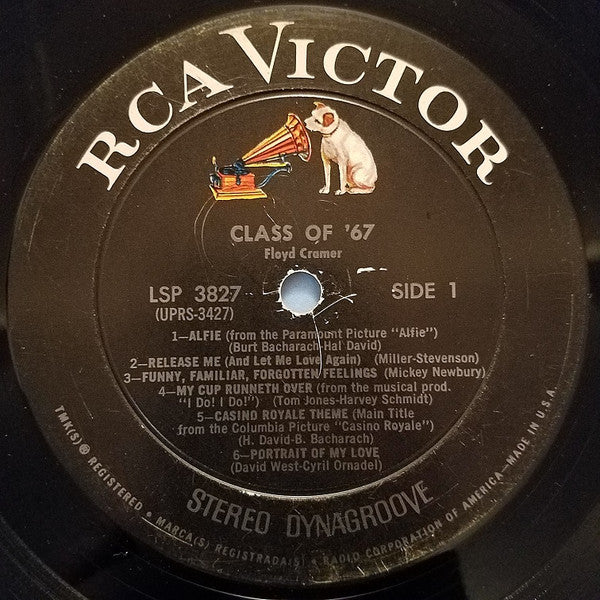 RCA VICTOR
CLASS OF '67
Floyd Cramer
LSP 3827
SIDE 1
(UPRS-3427)
1—ALFIE (from the Paramount Picture "Alfie")
(Burt Bacharach-Hal David)
2—RELEASE ME (And Let Me Love Again) (Miller-Stevenson)
3—FUNNY, FAMILIAR, FORGOTTEN FEELINGS (Mickey Newbury)
4—MY CUP RUNNETH OVER (from the musical prod.
"I Do! I Do!") (Tom Jones-Harvey Schmidt)
5—CASINO ROYALE THEME (Main Title
from the Columbia Picture "Casino Royale")
(H. David-B. Bacharach)
6—PORTRAIT OF MY LOVE
(David West-Cyril Ornadel)
STEREO DYNAGROOVE
TMK(S) ® REGISTERED • MARCA(S) REGISTRADA(S) • RADIO CORPORATION OF AMERICA—MADE IN U.S.A.